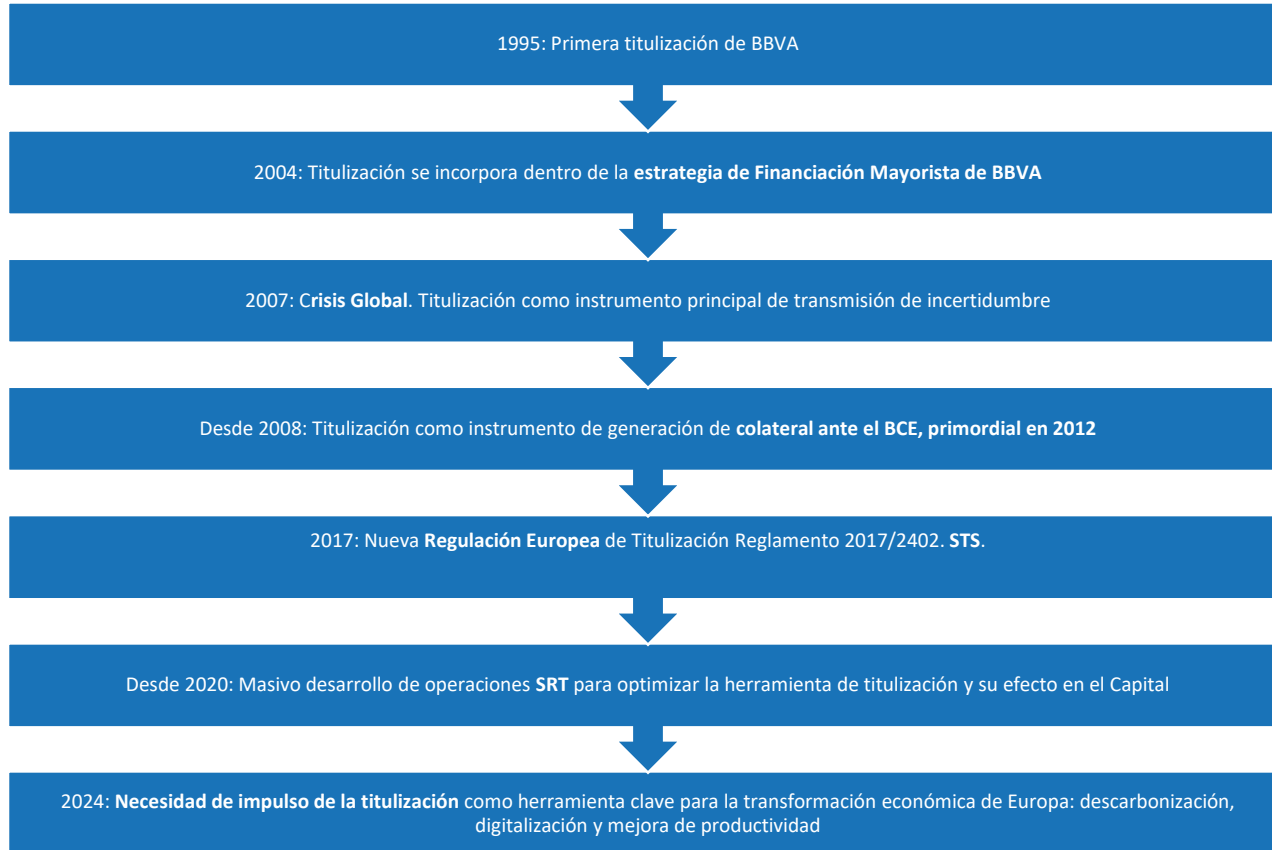 1995: Primera titulización de BBVA
2004: Titulización se incorpora dentro de la estrategia de Financiación Mayorista de BBVA
2007: Crisis Global. Titulización como instrumento principal de transmisión de incertidumbre
Desde 2008: Titulización como instrumento de generación de colateral ante el BCE, primordial en 2012
2017: Nueva Regulación Europea de Titulización Reglamento 2017/2402. STS.
Desde 2020: Masivo desarrollo de operaciones SRT para optimizar la herramienta de titulización y su efecto en el Capital
2024: Necesidad de impulso de la titulización como herramienta clave para la transformación económica de Europa: descarbonización,
digitalización y mejora de productividad